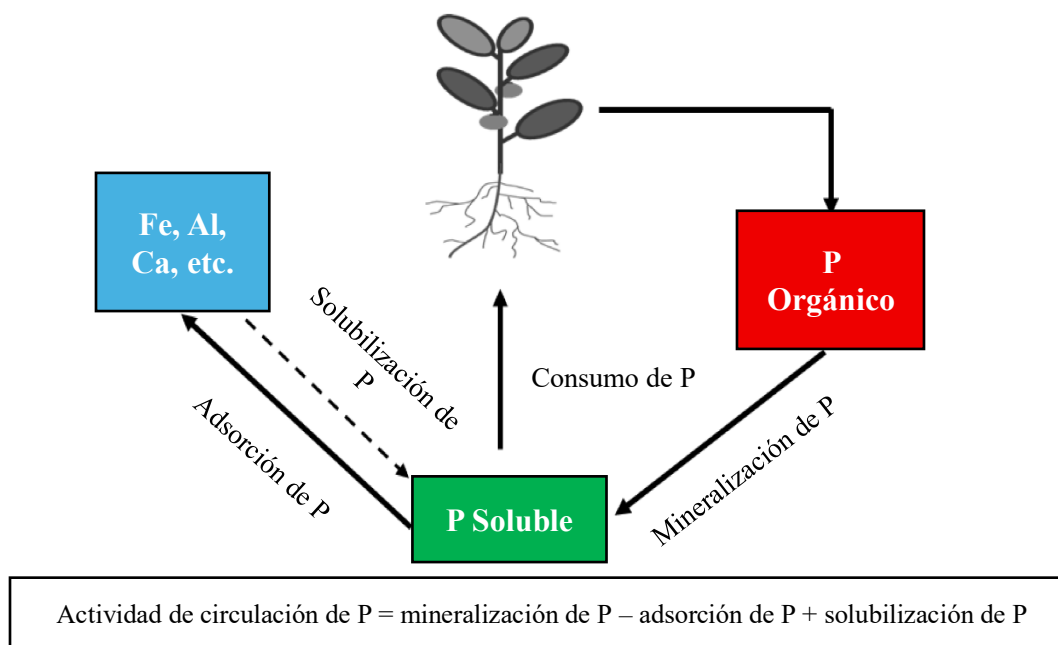 Fe, Al,
Ca, etc.
P
Orgánico
Solubilización de
P
Consumo de P
Adsorción de P
Mineralización de P
P Soluble
Actividad de circulación de P = mineralización de P – adsorción de P + solubilización de P